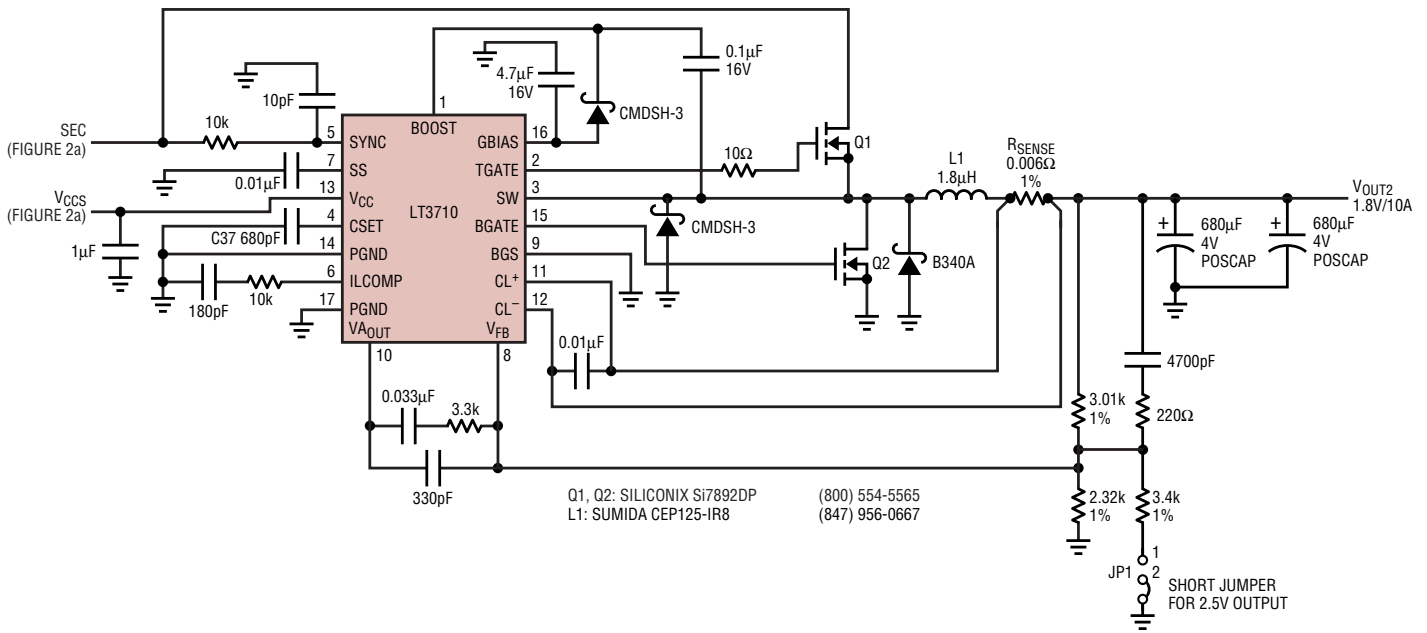 0.1µF
16V
4.7µF
16V
10pF
1
CMDSH-3
SEC
(FIGURE 2a)
10k
5
SYNC
BOOST
GBIAS
16
Q1
7
SS
TGATE
2
10Ω
0.01µF
L1
1.8µH
RSENSE
0.006Ω
1%
VCCS
(FIGURE 2a)
13
VCC
SW
3
VOUT2
1.8V/10A
LT3710
4
CSET
BGATE
15
CMDSH-3
C37 680pF
680µF
4V
POSCAP
680µF
4V
POSCAP
1µF
14
PGND
BGS
9
Q2
B340A
6
ILCOMP
CL+
11
180pF
10k
17
PGND
CL–
12
VAOUT
VFB
10
8
0.01µF
4700pF
0.033µF
3.3k
3.01k
1%
220Ω
330pF
Q1, Q2: SILICONIX Si7892DP (800) 554-5565
L1: SUMIDA CEP125-IR8 (847) 956-0667
2.32k
1%
3.4k
1%
1
JP1
2
SHORT JUMPER
FOR 2.5V OUTPUT
+
+